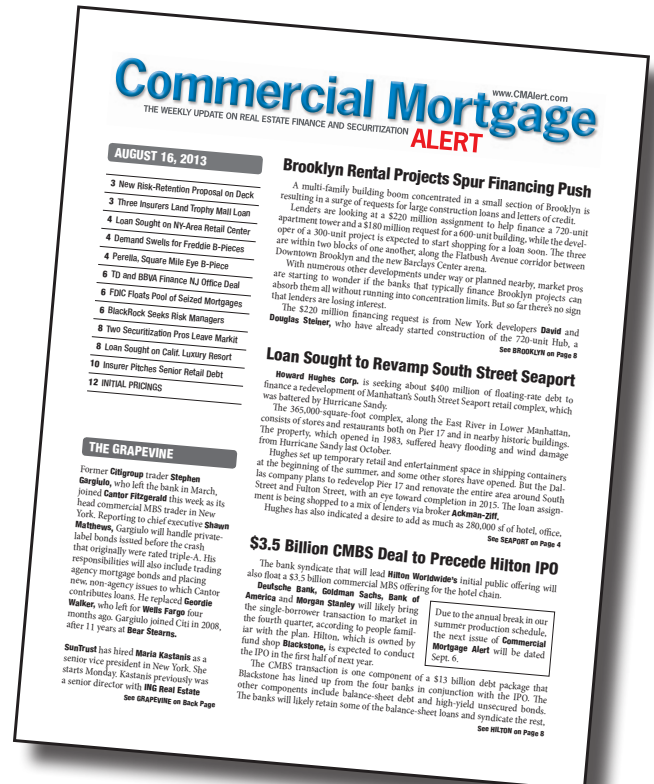 Commercial Mortgage
www.CMAlert.com
THE WEEKLY UPDATE ON REAL ESTATE FINANCE AND SECURITIZATION
ALERT
AUGUST 16, 2013
3 New Risk-Retention Proposal on Deck
3 Three Insurers Land Trophy Mall Loan
4 Loan Sought on NY-Area Retail Center
4 Demand Swells for Freddie B-Pieces
4 Perella, Square Mile Eye B-Piece
6 TD and BBVA Finance NJ Office Deal
6 FDIC Floats Pool of Seized Mortgages
6 BlackRock Seeks Risk Managers
8 Two Securitization Pros Leave Markit
8 Loan Sought on Calif. Luxury Resort
10 Insurer Pitches Senior Retail Debt
12 INITIAL PRICINGS
THE GRAPEVINE
Former Citigroup trader Stephen
Gargiulo, who left the bank in March,
joined Cantor Fitzgerald this week as its
head commercial MBS trader in New
York. Reporting to chief executive Shawn
Matthews, Gargiulo will handle private-
label bonds issued before the crash
that originally were rated triple-A. His
responsibilities will also include trading
agency mortgage bonds and placing
new, non-agency issues to which Cantor
contributes loans. He replaced Geordie
Walker, who left for Wells Fargo four
months ago. Gargiulo joined Citi in 2008,
after 11 years at Bear Stearns.
SunTrust has hired Maria Kastanis as a
senior vice president in New York. She
starts Monday. Kastanis previously was
a senior director with ING Real Estate
See GRAPEVINE on Back Page
Brooklyn Rental Projects Spur Financing Push
A multi-family building boom concentrated in a small section of Brooklyn is
resulting in a surge of requests for large construction loans and letters of credit.
Lenders are looking at a $220 million assignment to help finance a 720-unit
apartment tower and a $180 million request for a 600-unit building, while the devel-
oper of a 300-unit project is expected to start shopping for a loan soon. The three
are within two blocks of one another, along the Flatbush Avenue corridor between
Downtown Brooklyn and the new Barclays Center arena.
With numerous other developments under way or planned nearby, market pros
are starting to wonder if the banks that typically finance Brooklyn projects can
absorb them all without running into concentration limits. But so far there's no sign
that lenders are losing interest.
The $220 million financing request is from New York developers David and
Douglas Steiner, who have already started construction of the 720-unit Hub, a
See BROOKLYN on Page 8
Loan Sought to Revamp South Street Seaport
Howard Hughes Corp. is seeking about $400 million of floating-rate debt to
finance a redevelopment of Manhattan's South Street Seaport retail complex, which
was battered by Hurricane Sandy.
The 365,000-square-foot complex, along the East River in Lower Manhattan,
consists of stores and restaurants both on Pier 17 and in nearby historic buildings.
The property, which opened in 1983, suffered heavy flooding and wind damage
from Hurricane Sandy last October.
Hughes set up temporary retail and entertainment space in shipping containers
at the beginning of the summer, and some other stores have opened. But the Dal-
las company plans to redevelop Pier 17 and renovate the entire area around South
Street and Fulton Street, with an eye toward completion in 2015. The loan assign-
ment is being shopped to a mix of lenders via broker Ackman-Ziff.
Hughes has also indicated a desire to add as much as 280,000 sf of hotel, office,
See SEAPORT on Page 4
$3.5 Billion CMBS Deal to Precede Hilton IPO
The bank syndicate that will lead Hilton Worldwide's initial public offering will
also float a $3.5 billion commercial MBS offering for the hotel chain.
Deutsche Bank, Goldman Sachs, Bank of
America and Morgan Stanley will likely bring
the single-borrower transaction to market in
the fourth quarter, according to people famil-
iar with the plan. Hilton, which is owned by
fund shop Blackstone, is expected to conduct
the IPO in the first half of next year.
The CMBS transaction is one component of a $13 billion debt package that
Blackstone has lined up from the four banks in conjunction with the IPO. The
other components include balance-sheet debt and high-yield unsecured bonds.
The banks will likely retain some of the balance-sheet loans and syndicate the rest.
See HILTON on Page 8
Due to the annual break in our
summer production schedule,
the next issue of Commercial
Mortgage Alert will be dated
Sept. 6.